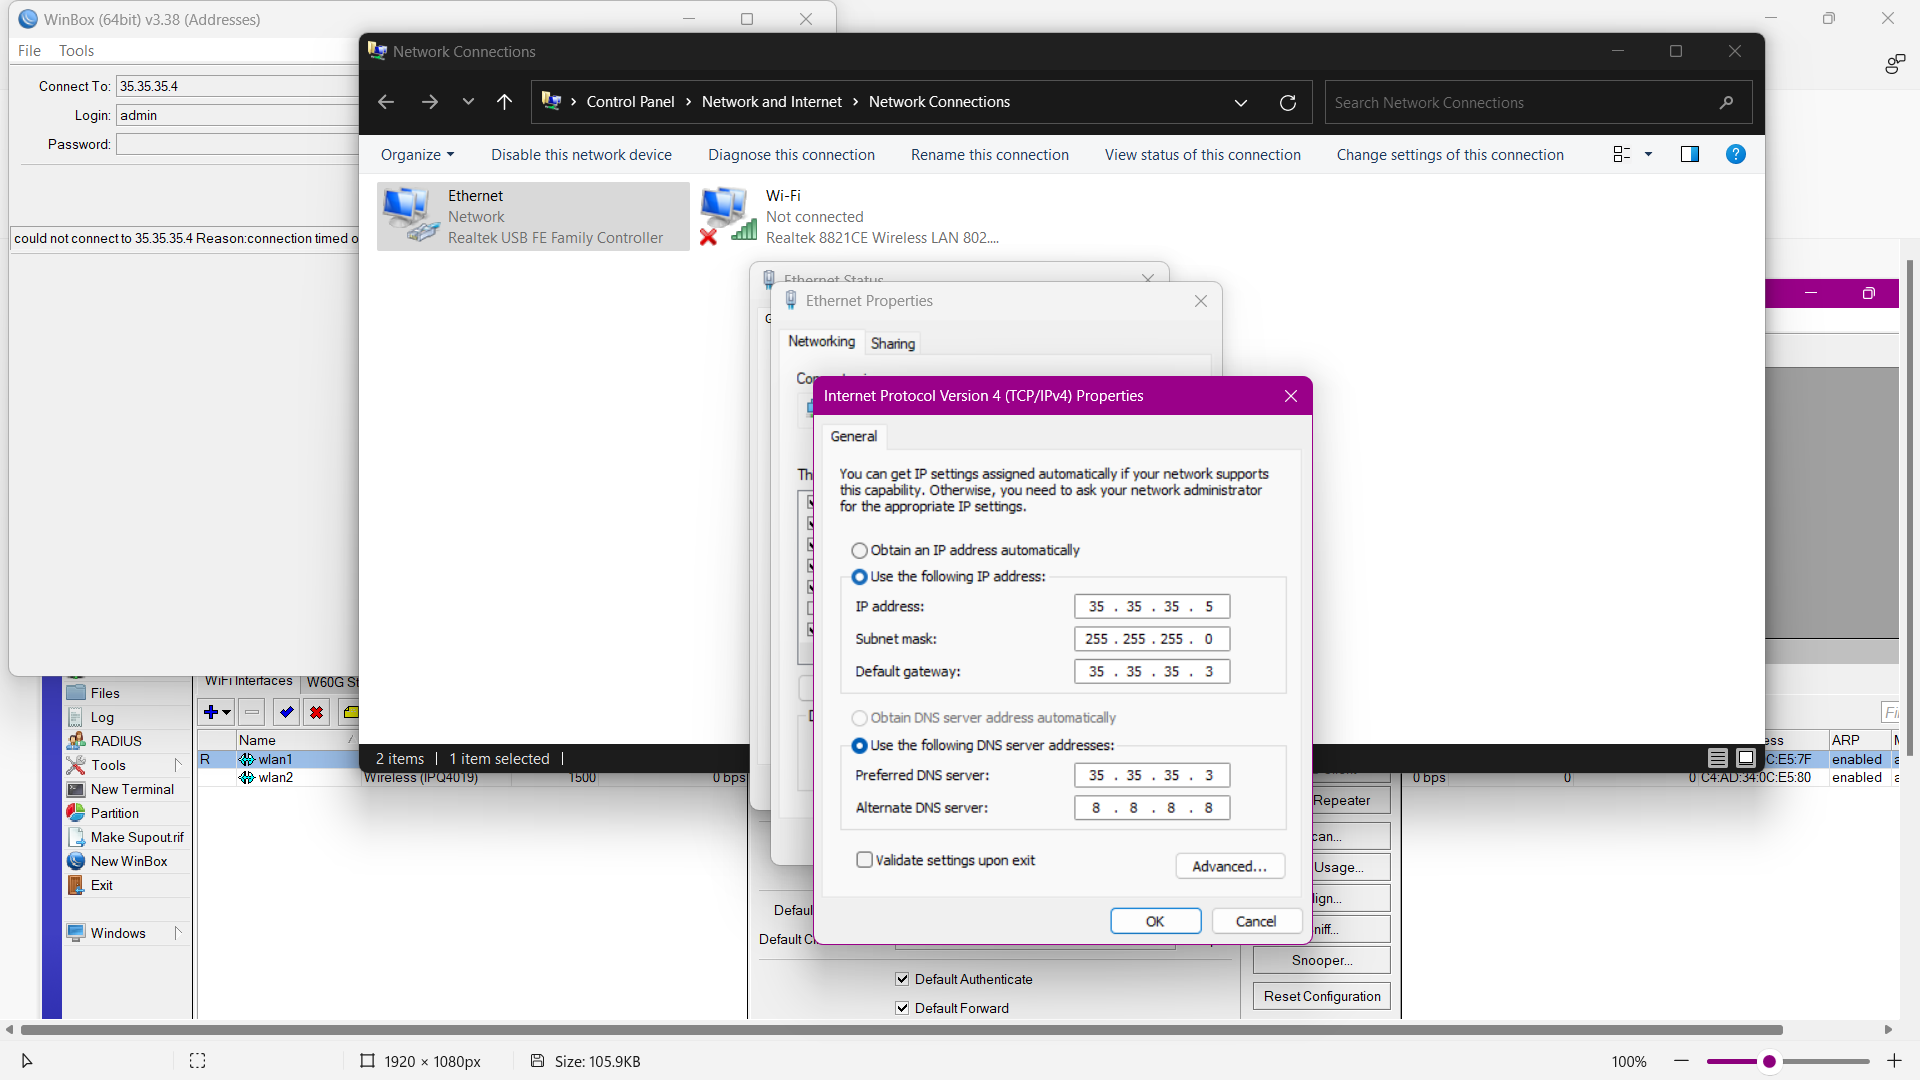 WinBox (64bit) v3.38 (Addresses)
File Tools
Connect To: 35.35.35.4
Login: admin
Password:
could not connect to 35.35.35.4 Reason:connection timed o
Network Connections
Control Panel > Network and Internet > Network Connections
Search Network Connections
Organize
Disable this network device
Diagnose this connection
Rename this connection
View status of this connection
Change settings of this connection
Ethernet
Network
Realtek USB FE Family Controller
Wi-Fi
Not connected
Realtek 8821CE Wireless LAN 802....
Ethernet Status
Ethernet Properties
Networking Sharing
Internet Protocol Version 4 (TCP/IPv4) Properties
General
You can get IP settings assigned automatically if your network supports
this capability. Otherwise, you need to ask your network administrator
for the appropriate IP settings.
Obtain an IP address automatically
Use the following IP address:
IP address: 35 . 35 . 35 . 5
Subnet mask: 255 . 255 . 255 . 0
Default gateway: 35 . 35 . 35 . 3
Obtain DNS server address automatically
Use the following DNS server addresses:
Preferred DNS server: 35 . 35 . 35 . 3
Alternate DNS server: 8 . 8 . 8 . 8
Validate settings upon exit
Advanced...
OK Cancel
2 items 1 item selected
Files
Log
RADIUS
Tools
New Terminal
Partition
Make Supout.rif
New WinBox
Exit
Windows
WiFi Interfaces W60G St
Name
R wlan1
wlan2 Wireless (IPQ4019) 1500 0 bps 0 bps 0 0 C4:AD:34:0C:E5:80 enabled
ess ARP
C:E5:7F enabled
Repeater
can...
Usage...
lign...
niff...
Snooper...
Reset Configuration
Defaul
Default C
Default Authenticate
Default Forward
1920 × 1080px
Size: 105.9KB
100%